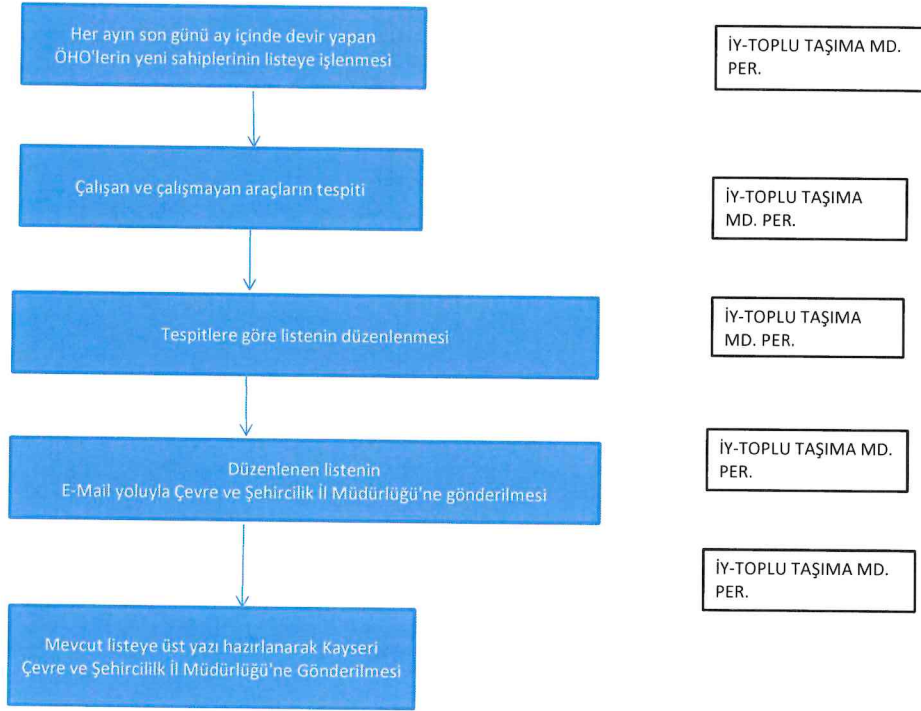 Her ayın son günü ay içinde devir yapan
ÖHO'lerin yeni sahiplerinin listeye işlenmesi
İY-TOPLU TAŞIMA MD.
PER.
Çalışan ve çalışmayan araçların tespiti
İY-TOPLU TAŞIMA
MD. PER.
Tespitlere göre listenin düzenlenmesi
İY-TOPLU TAŞIMA
MD. PER.
Düzenlenen listenin
E-Mail yoluyla Çevre ve Şehircilik İl Müdürlüğü'ne gönderilmesi
İY-TOPLU TAŞIMA MD.
PER.
İY-TOPLU TAŞIMA MD.
PER.
Mevcut listeye üst yazı hazırlanarak Kayseri
Çevre ve Şehircililk İl Müdürlüğü'ne Gönderilmesi